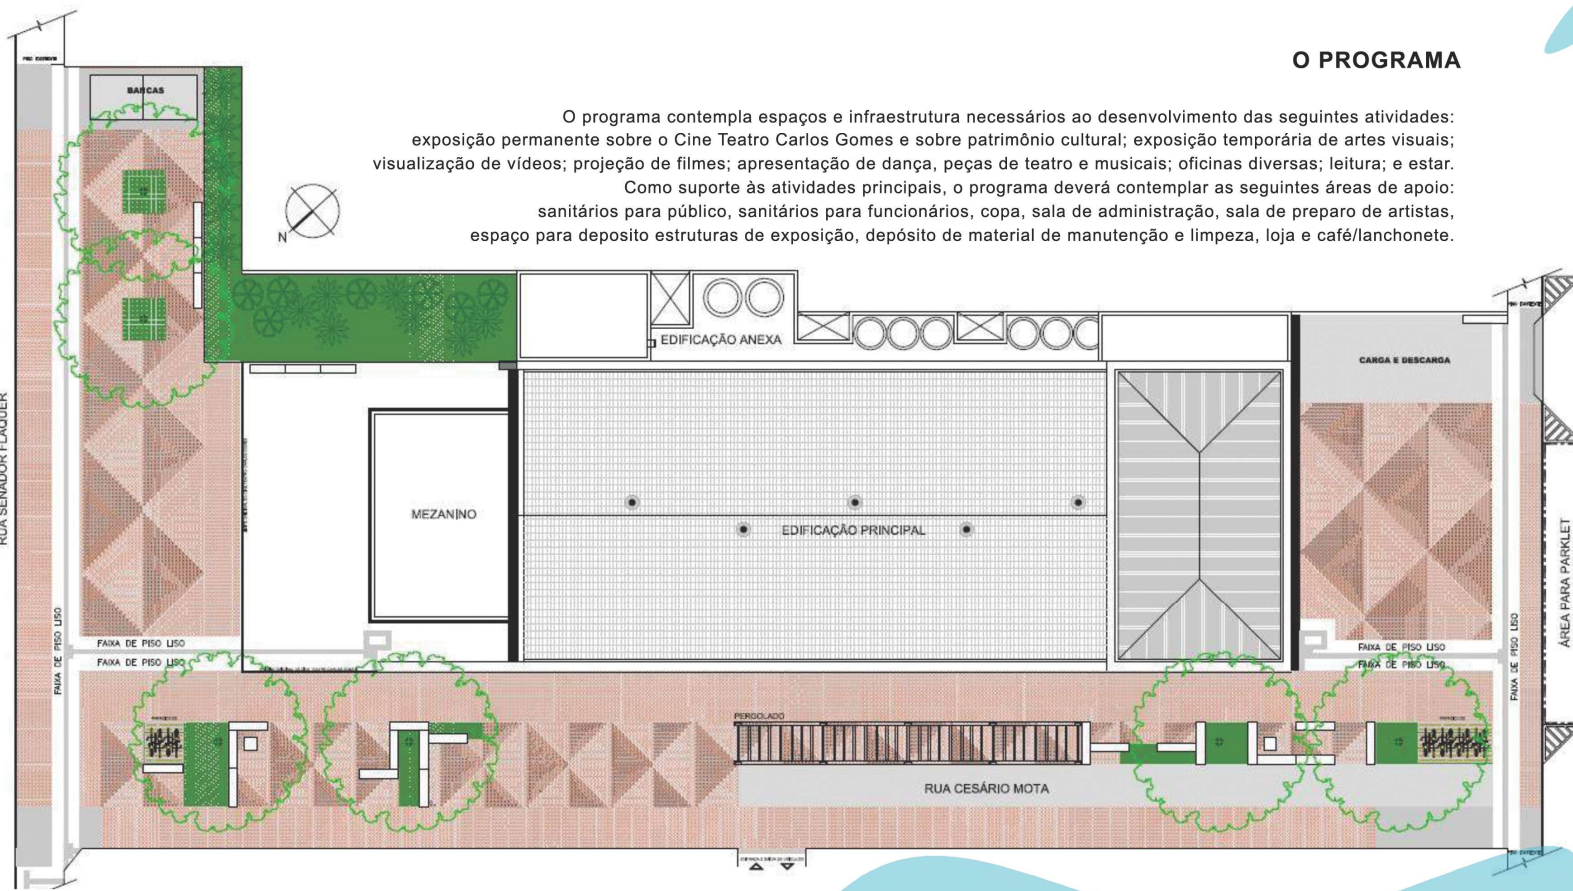 O PROGRAMA
O programa contempla espaços e infraestrutura necessários ao desenvolvimento das seguintes atividades:
exposição permanente sobre o Cine Teatro Carlos Gomes e sobre patrimônio cultural; exposição temporária de artes visuais;
visualização de vídeos; projeção de filmes; apresentação de dança, peças de teatro e musicais; oficinas diversas; leitura; e estar.
Como suporte às atividades principais, o programa deverá contemplar as seguintes áreas de apoio:
sanitários para público, sanitários para funcionários, copa, sala de administração, sala de preparo de artistas,
espaço para deposito estruturas de exposição, depósito de material de manutenção e limpeza, loja e café/lanchonete.
BANCAS
N
EDIFICAÇÃO ANEXA
CARGA E DESCARGA
RUA SENADOR FLAQUER
MEZANINO
EDIFICAÇÃO PRINCIPAL
ÁREA PARA PARKLET
FAIXA DE PISO LISO
FAIXA DE PISO LISO
FAIXA DE PISO LISO
FAIXA DE PISO LISO
FAIXA DE PISO LISO
FAIXA DE PISO LISO
PERGOLADO
RUA CESÁRIO MOTA